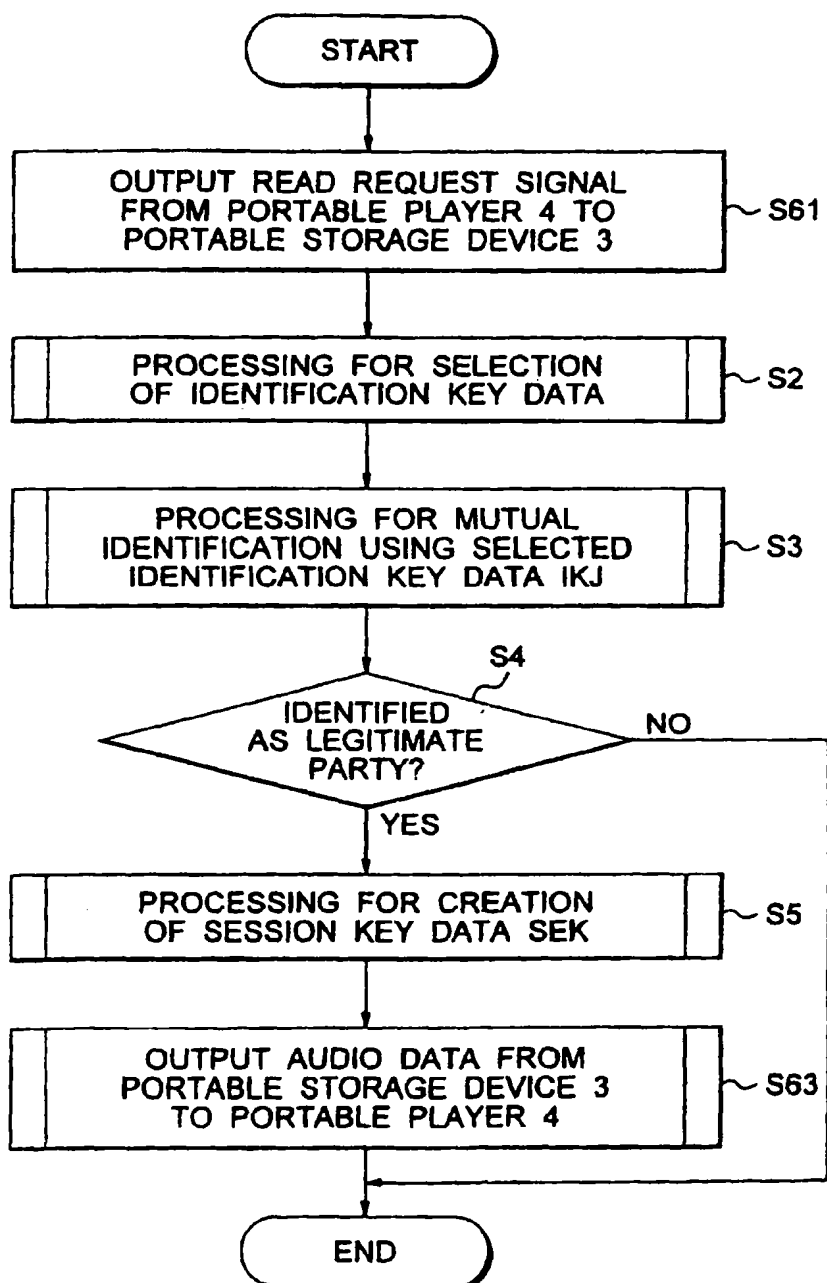 START
OUTPUT READ REQUEST SIGNAL
FROM PORTABLE PLAYER 4 TO
PORTABLE STORAGE DEVICE 3
S61
PROCESSING FOR SELECTION
OF IDENTIFICATION KEY DATA
S2
PROCESSING FOR MUTUAL
IDENTIFICATION USING SELECTED
IDENTIFICATION KEY DATA IKJ
S3
S4
IDENTIFIED
AS LEGITIMATE
PARTY?
NO
YES
PROCESSING FOR CREATION
OF SESSION KEY DATA SEK
S5
OUTPUT AUDIO DATA FROM
PORTABLE STORAGE DEVICE 3
TO PORTABLE PLAYER 4
S63
END